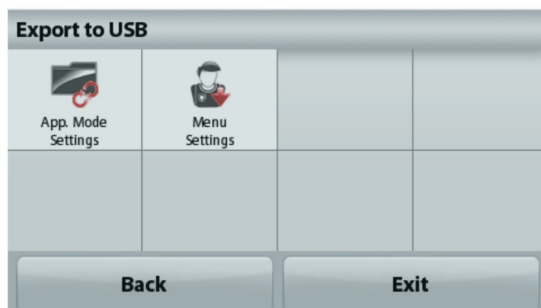 Export to USB
App. Mode
Settings
Menu
Settings
Back
Exit